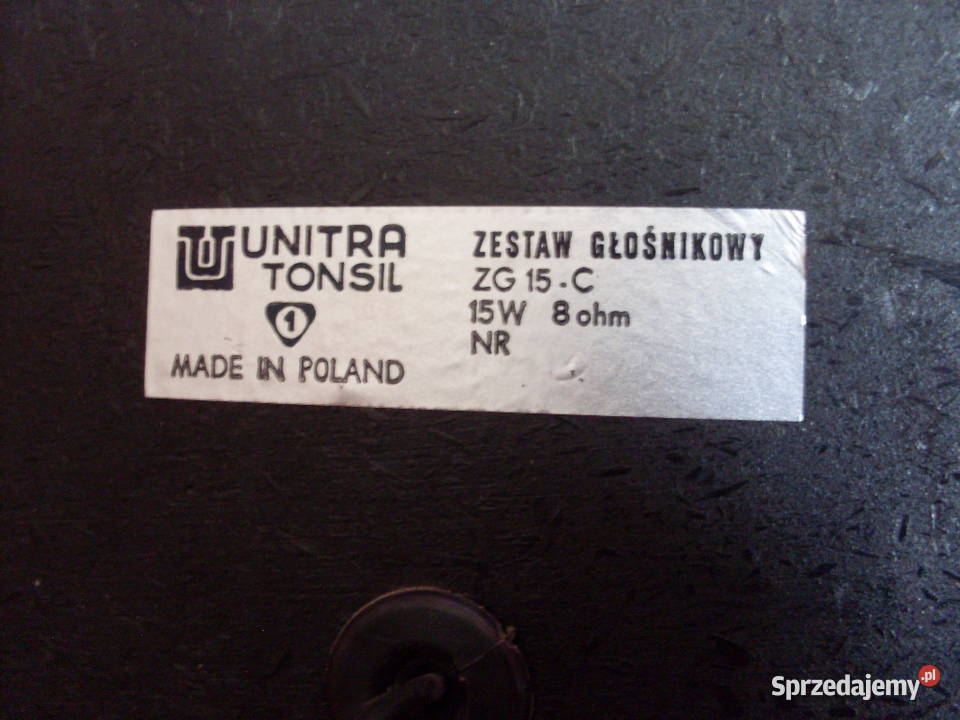 UNITRA
TONSIL
1
MADE IN POLAND
ZESTAW GŁOŚNIKOWY
ZG 15-C
15W 8 ohm
NR
Sprzedajemy.pl